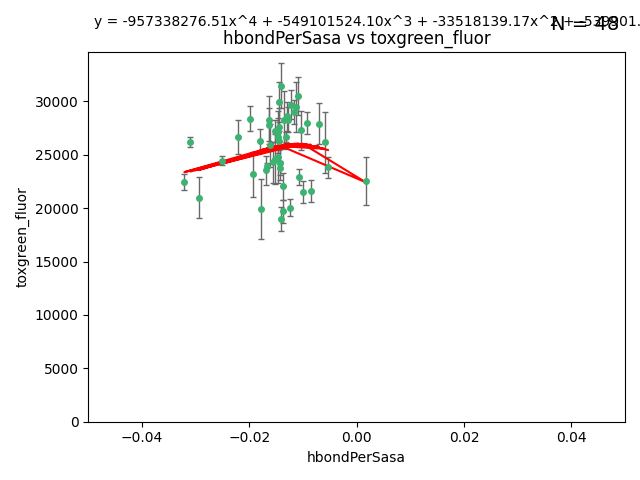 y = -957338276.51x^4 + -549101524.10x^3 + -33518139.17x^2 +
N = 48
hbondPerSasa vs toxgreen_fluor
toxgreen_fluor
30000
25000
20000
15000
10000
5000
0
−0.04
−0.02
0.00
0.02
0.04
hbondPerSasa